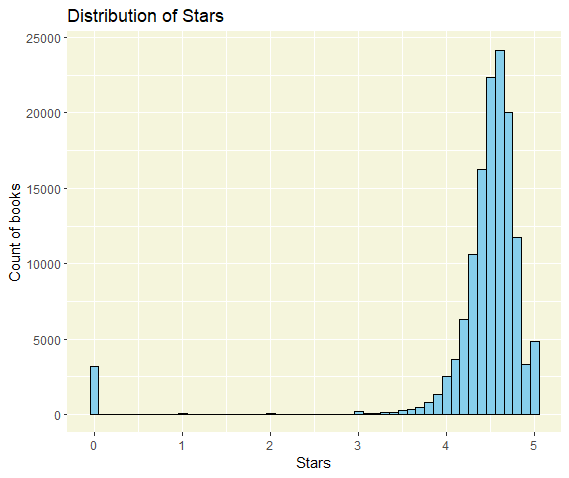 Distribution of Stars
25000
20000
15000
10000
5000
0
Count of books
0 1 2 3 4 5
Stars